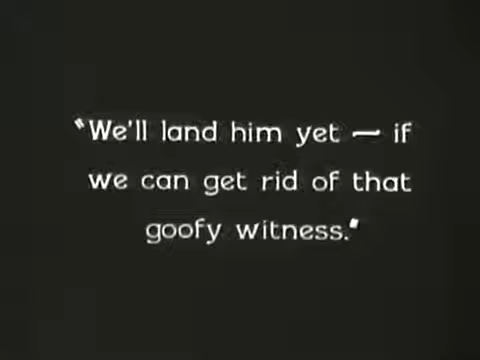 "We'll land him yet — if
we can get rid of that
goofy witness."